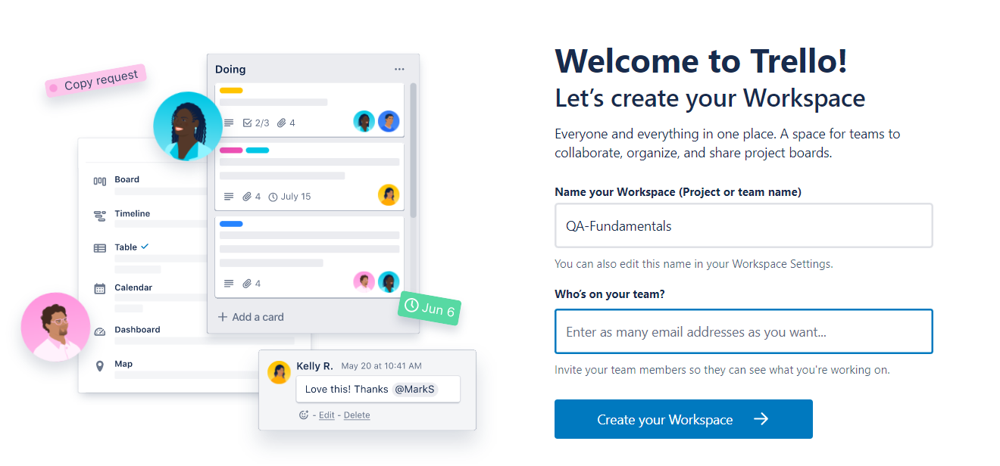 Copy request
Doing
2/3
4
4
July 15
4
Add a card
Jun 6
Board
Timeline
Table
Calendar
Dashboard
Map
Kelly R. May 20 at 10:41 AM
Love this! Thanks @MarkS
- Edit - Delete
Welcome to Trello!
Let's create your Workspace
Everyone and everything in one place. A space for teams to
collaborate, organize, and share project boards.
Name your Workspace (Project or team name)
QA-Fundamentals
You can also edit this name in your Workspace Settings.
Who's on your team?
Enter as many email addresses as you want...
Invite your team members so they can see what you're working on.
Create your Workspace